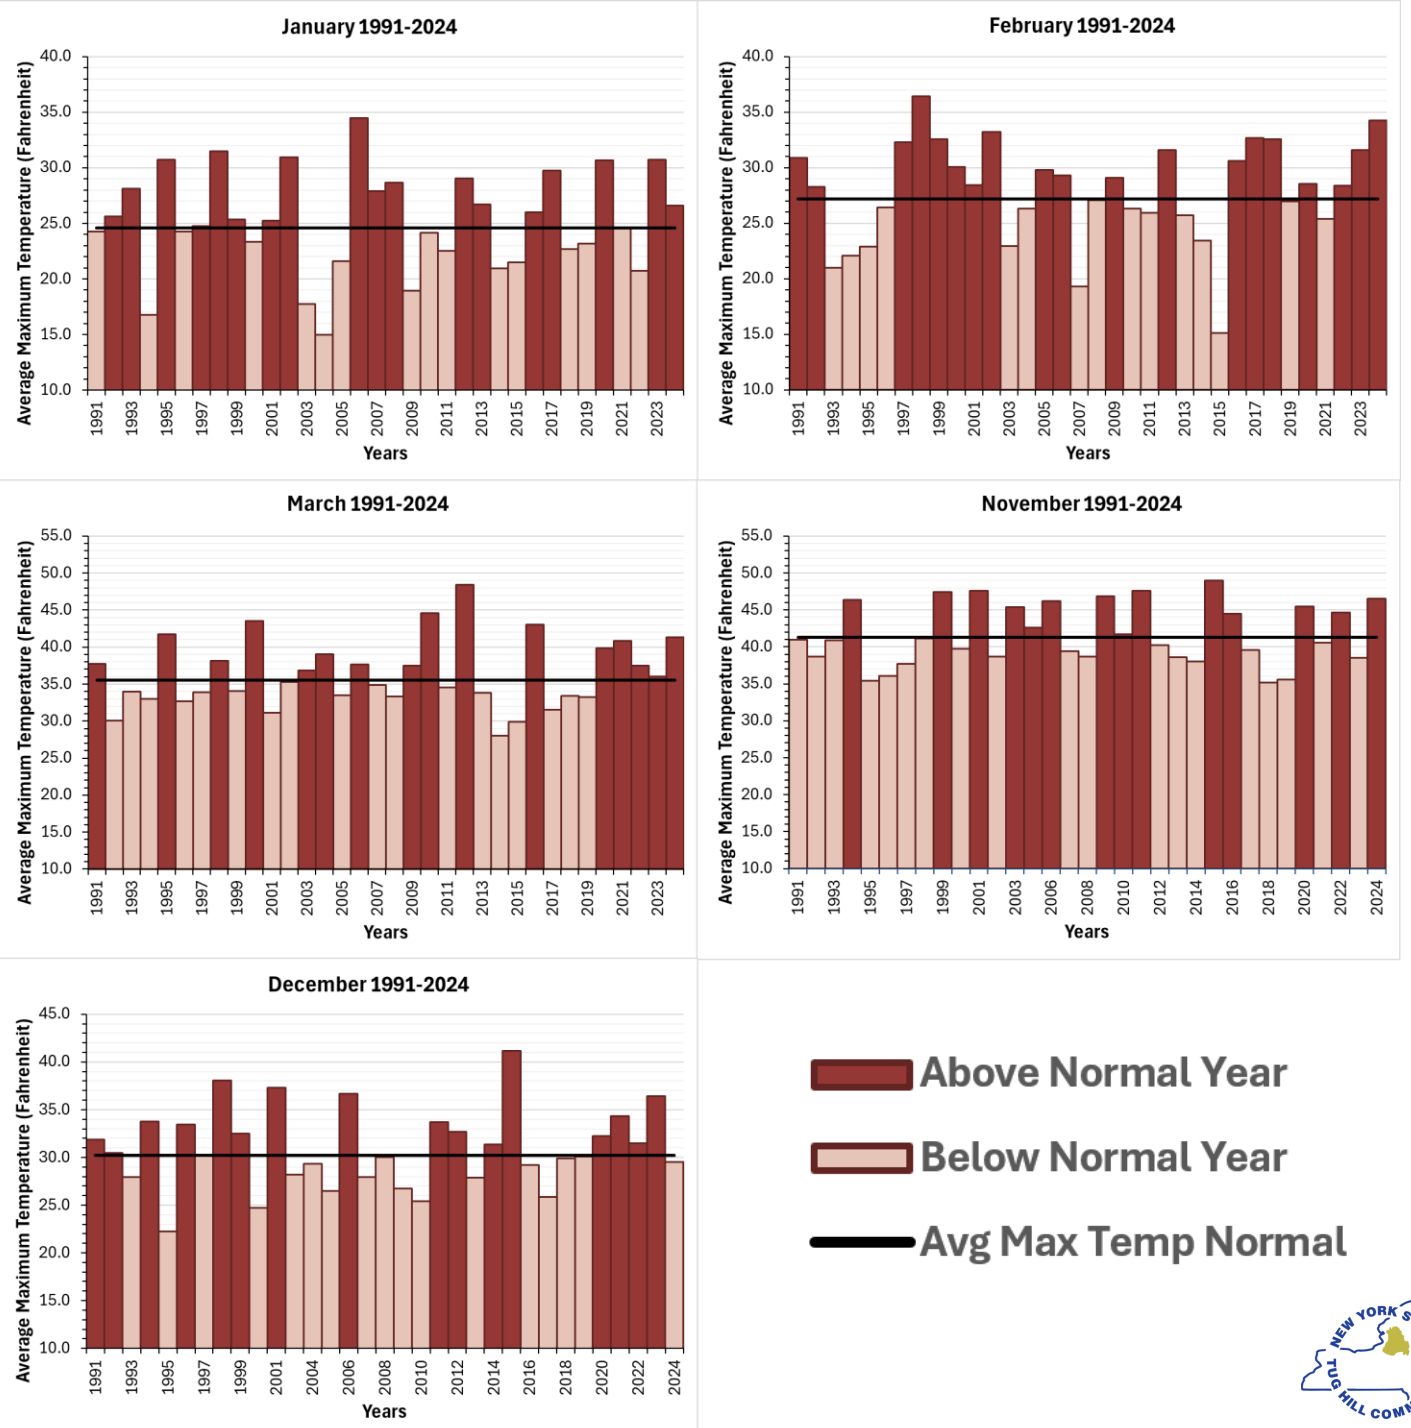 January 1991-2024
Average Maximum Temperature (Fahrenheit)
40.0
35.0
30.0
25.0
20.0
15.0
10.0
1991 1993 1995 1997 1999 2001 2003 2005 2007 2009 2011 2013 2015 2017 2019 2021 2023
Years
February 1991-2024
Average Maximum Temperature (Fahrenheit)
40.0
35.0
30.0
25.0
20.0
15.0
10.0
1991 1993 1995 1997 1999 2001 2003 2005 2007 2009 2011 2013 2015 2017 2019 2021 2023
Years
March 1991-2024
Average Maximum Temperature (Fahrenheit)
55.0
50.0
45.0
40.0
35.0
30.0
25.0
20.0
15.0
10.0
1991 1993 1995 1997 1999 2001 2003 2005 2007 2009 2011 2013 2015 2017 2019 2021 2023
Years
November 1991-2024
Average Maximum Temperature (Fahrenheit)
55.0
50.0
45.0
40.0
35.0
30.0
25.0
20.0
15.0
10.0
1991 1993 1995 1997 1999 2001 2003 2006 2008 2010 2012 2014 2016 2018 2020 2022 2024
Years
December 1991-2024
Average Maximum Temperature (Fahrenheit)
45.0
40.0
35.0
30.0
25.0
20.0
15.0
10.0
1991 1993 1995 1997 1999 2001 2004 2006 2008 2010 2012 2014 2016 2018 2020 2022 2024
Years
Above Normal Year
Below Normal Year
Avg Max Temp Normal
NEW YORK S
TUG HILL COM